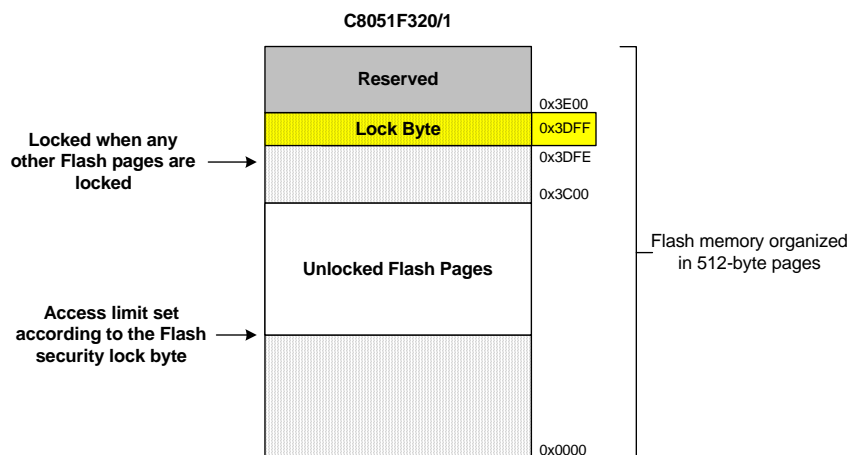 C8051F320/1
Reserved
0x3E00
Lock Byte
0x3DFF
Locked when any
other Flash pages are
locked
0x3DFE
0x3C00
Unlocked Flash Pages
Flash memory organized
in 512-byte pages
Access limit set
according to the Flash
security lock byte
0x0000